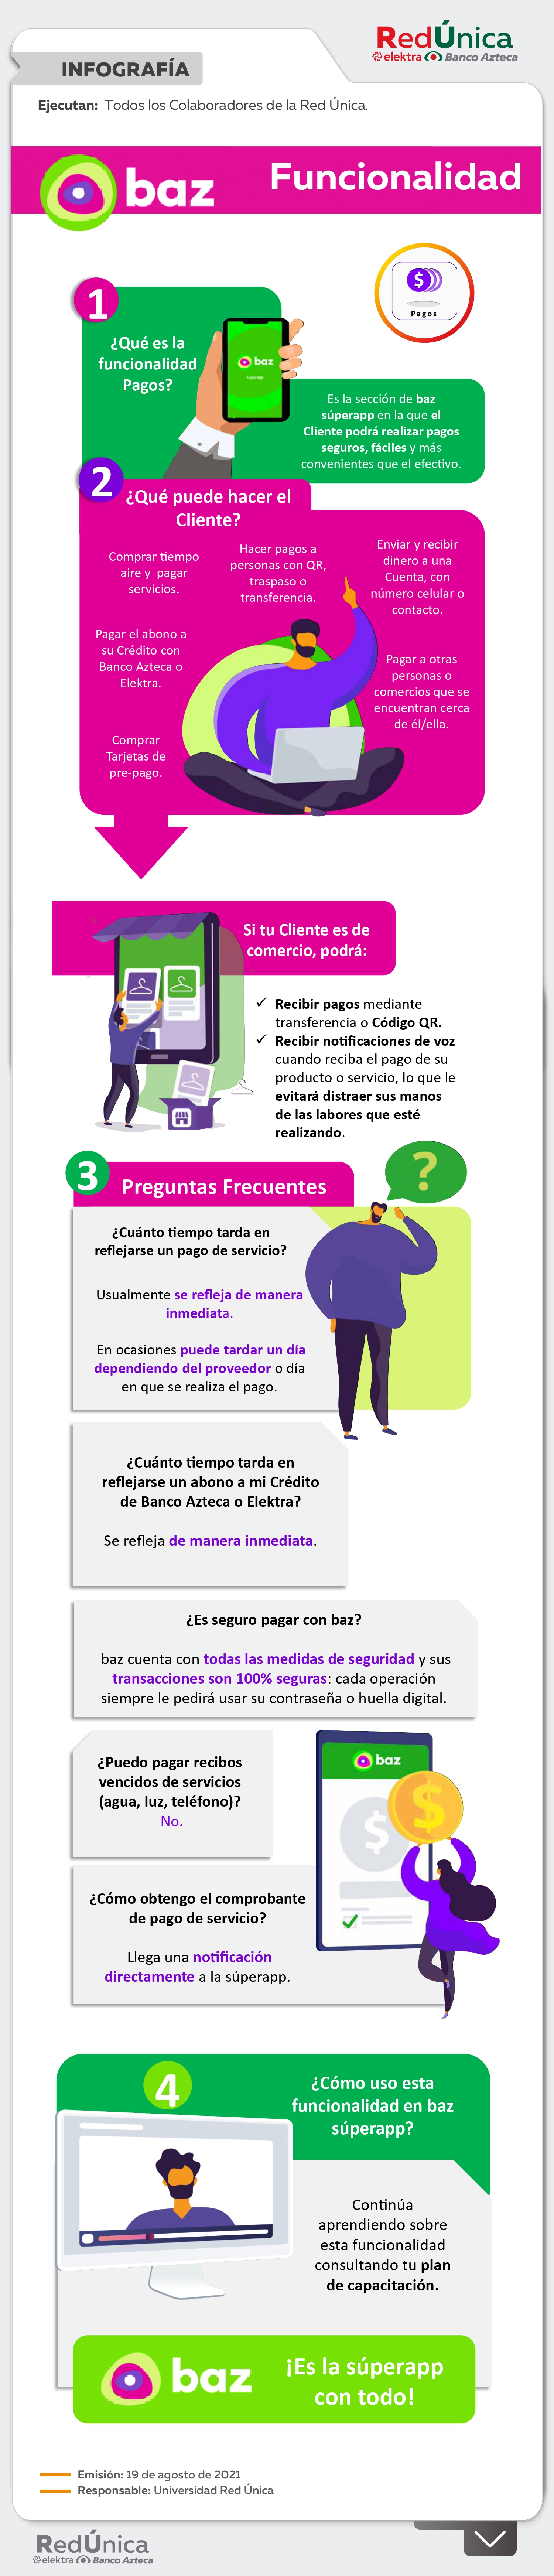 RedÚnica
elektra Banco Azteca
INFOGRAFÍA
Ejecutan: Todos los Colaboradores de la Red Única.
baz
Funcionalidad
$
Pagos
1
¿Qué es la
funcionalidad
Pagos?
baz
superapp
Es la sección de baz
súperapp en la que el
Cliente podrá realizar pagos
seguros, fáciles y más
convenientes que el efectivo.
2
¿Qué puede hacer el
Cliente?
Comprar tiempo
aire y pagar
servicios.
Hacer pagos a
personas con QR,
traspaso o
transferencia.
Enviar y recibir
dinero a una
Cuenta, con
número celular o
contacto.
Pagar el abono a
su Crédito con
Banco Azteca o
Elektra.
Pagar a otras
personas o
comercios que se
encuentran cerca
de él/ella.
Comprar
Tarjetas de
pre-pago.
Si tu Cliente es de
comercio, podrá:
✓ Recibir pagos mediante
transferencia o Código QR.
✓ Recibir notificaciones de voz
cuando reciba el pago de su
producto o servicio, lo que le
evitará distraer sus manos
de las labores que esté
realizando.
3
Preguntas Frecuentes
?
¿Cuánto tiempo tarda en
reflejarse un pago de servicio?
Usualmente se refleja de manera
inmediata.
En ocasiones puede tardar un día
dependiendo del proveedor o día
en que se realiza el pago.
¿Cuánto tiempo tarda en
reflejarse un abono a mi Crédito
de Banco Azteca o Elektra?
Se refleja de manera inmediata.
¿Es seguro pagar con baz?
baz cuenta con todas las medidas de seguridad y sus
transacciones son 100% seguras: cada operación
siempre le pedirá usar su contraseña o huella digital.
¿Puedo pagar recibos
vencidos de servicios
(agua, luz, teléfono)?
No.
baz
$
$
¿Cómo obtengo el comprobante
de pago de servicio?
Llega una notificación
directamente a la súperapp.
4
¿Cómo uso esta
funcionalidad en baz
súperapp?
Continúa
aprendiendo sobre
esta funcionalidad
consultando tu plan
de capacitación.
baz
¡Es la súperapp
con todo!
Emisión: 19 de agosto de 2021
Responsable: Universidad Red Única
RedÚnica
elektra Banco Azteca